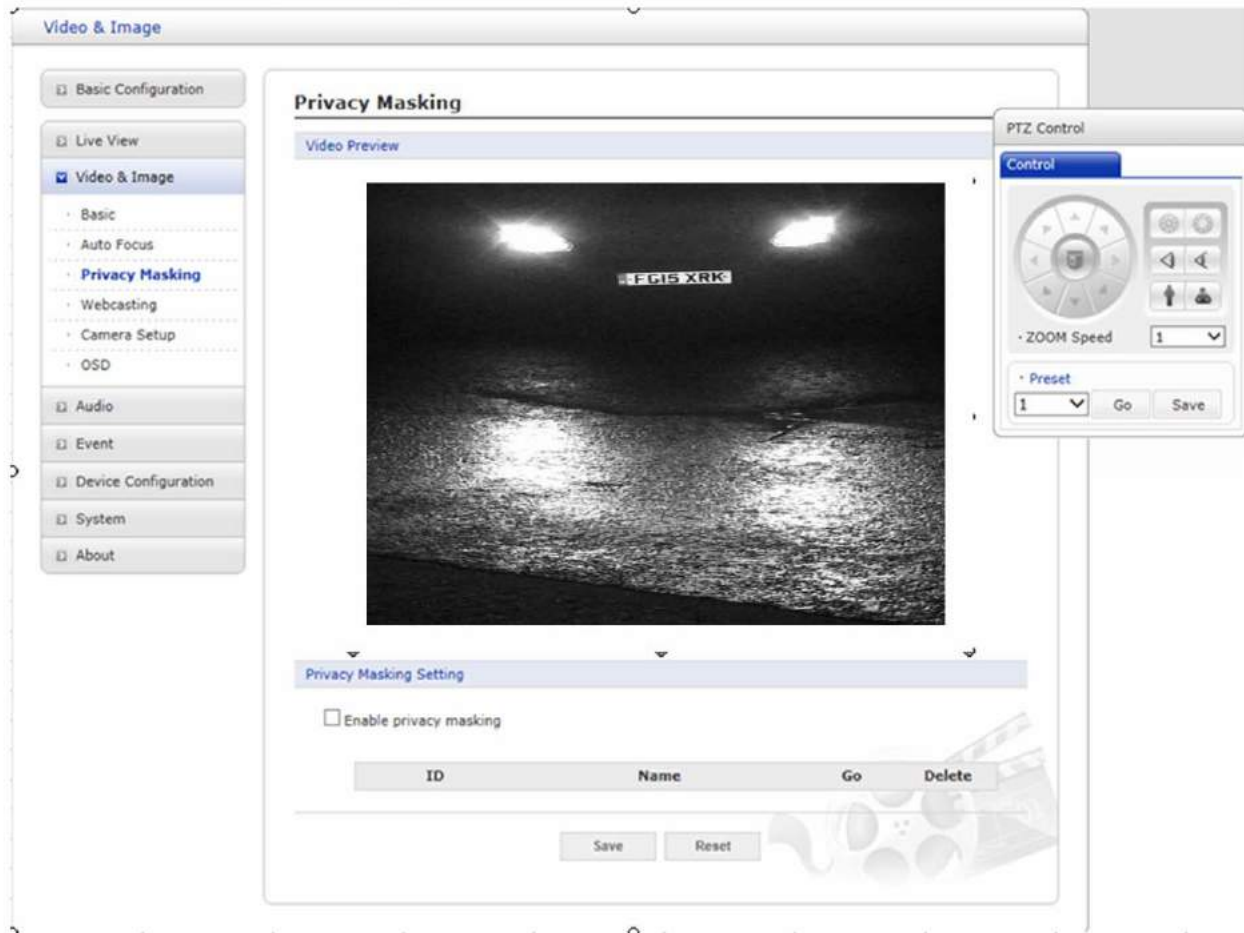 Video & Image
Basic Configuration
Live View
Video & Image
Basic
Auto Focus
Privacy Masking
Webcasting
Camera Setup
OSD
Audio
Event
Device Configuration
System
About
Privacy Masking
Video Preview
FG15 XRK
Privacy Masking Setting
Enable privacy masking
ID Name Go Delete
Save Reset
PTZ Control
Control
ZOOM Speed 1
Preset
1 Go Save